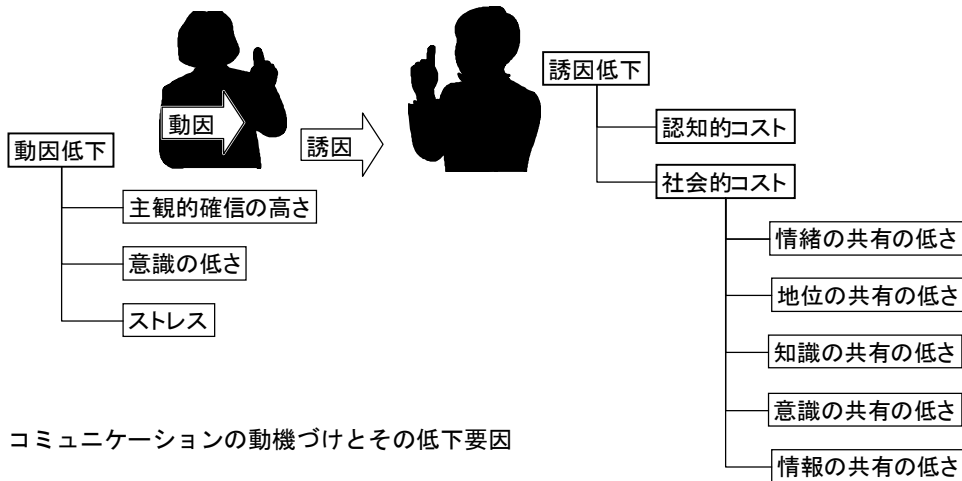 動因
誘因
動因低下
主観的確信の高さ
意識の低さ
ストレス
誘因低下
認知的コスト
社会的コスト
情緒の共有の低さ
地位の共有の低さ
知識の共有の低さ
意識の共有の低さ
情報の共有の低さ
コミュニケーションの動機づけとその低下要因